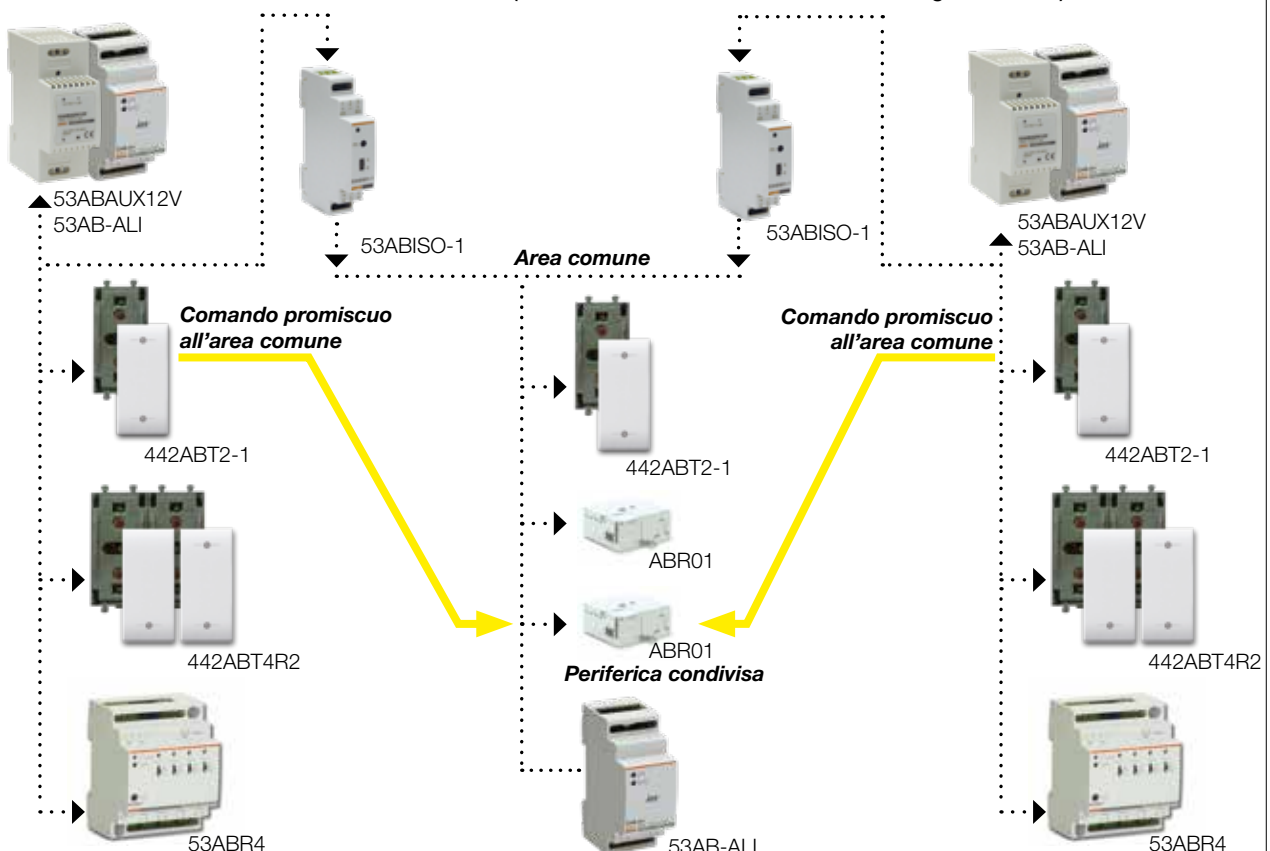 53ABAUX12V
53AB-ALI
53ABISO-1
53ABISO-1
53ABAUX12V
53AB-ALI
Area comune
Comando promiscuo
all'area comune
Comando promiscuo
all'area comune
442ABT2-1
442ABT2-1
442ABT2-1
ABR01
ABR01
Periferica condivisa
442ABT4R2
442ABT4R2
53ABR4
53AB-ALI
53ABR4